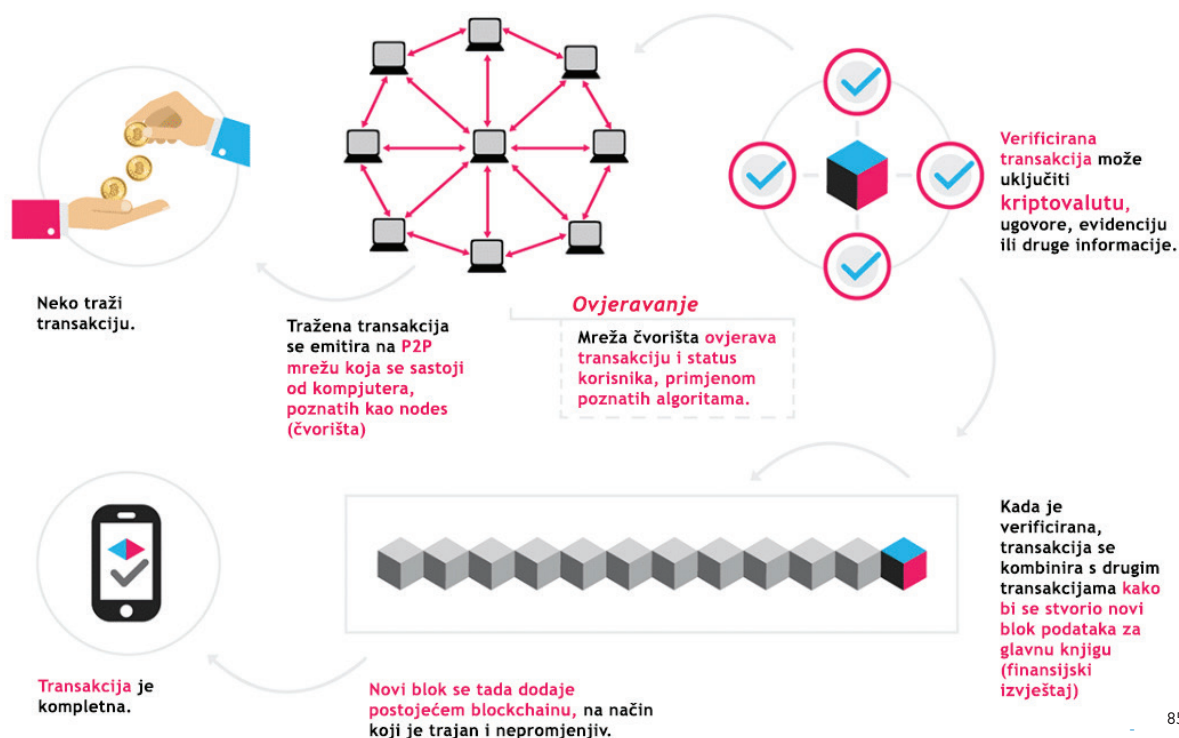 Neko traži
transakciju.
Tražena transakcija
se emitira na P2P
mrežu koja se sastoji
od kompjutera,
poznatih kao nodes
(čvorišta)
Ovjeravanje
Mreža čvorišta ovjerava
transakciju i status
korisnika, primjenom
poznatih algoritama.
Verificirana
transakcija može
uključiti
kriptovalutu,
ugovore, evidenciju
ili druge informacije.
Kada je
verificirana,
transakcija se
kombinira s drugim
transakcijama kako
bi se stvorio novi
blok podataka za
glavnu knjigu
(finansijski
izvještaj)
Novi blok se tada dodaje
postojećem blockchainu, na način
koji je trajan i nepromjenjiv.
Transakcija je
kompletna.
85